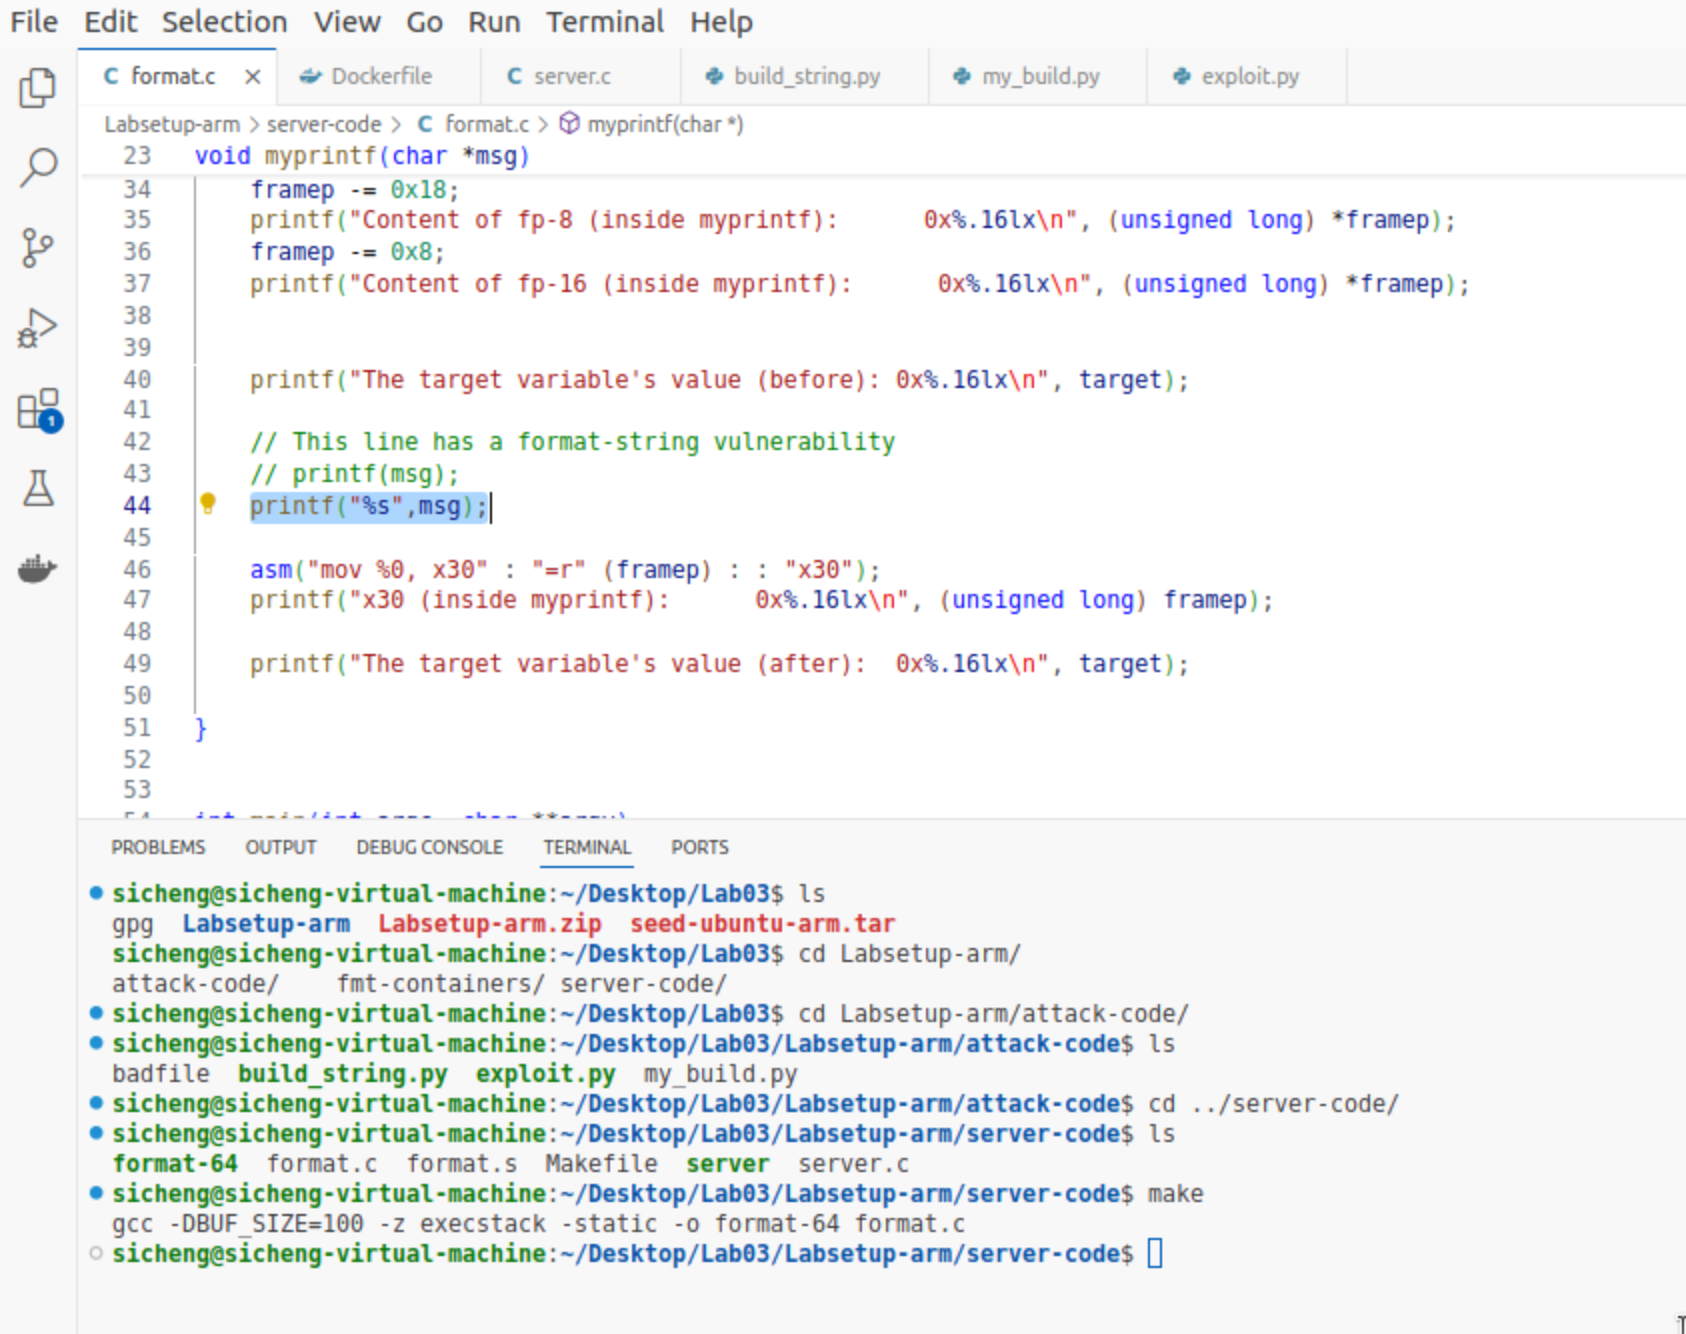 File Edit Selection View Go Run Terminal Help
format.c Dockerfile server.c build_string.py my_build.py exploit.py
Labsetup-arm > server-code > C format.c > myprintf(char *)
23 void myprintf(char *msg)
34 framep -= 0x18;
35 printf("Content of fp-8 (inside myprintf):      0x%.16lx\n", (unsigned long) *framep);
36 framep -= 0x8;
37 printf("Content of fp-16 (inside myprintf):      0x%.16lx\n", (unsigned long) *framep);
38
39
40 printf("The target variable's value (before): 0x%.16lx\n", target);
41
42 // This line has a format-string vulnerability
43 // printf(msg);
44 printf("%s",msg);
45
46 asm("mov %0, x30" : "=r" (framep) : : "x30");
47 printf("x30 (inside myprintf):      0x%.16lx\n", (unsigned long) framep);
48
49 printf("The target variable's value (after):  0x%.16lx\n", target);
50
51 }
52
53
PROBLEMS OUTPUT DEBUG CONSOLE TERMINAL PORTS
sicheng@sicheng-virtual-machine:~/Desktop/Lab03$ ls
gpg  Labsetup-arm  Labsetup-arm.zip  seed-ubuntu-arm.tar
sicheng@sicheng-virtual-machine:~/Desktop/Lab03$ cd Labsetup-arm/
attack-code/    fmt-containers/ server-code/
sicheng@sicheng-virtual-machine:~/Desktop/Lab03$ cd Labsetup-arm/attack-code/
sicheng@sicheng-virtual-machine:~/Desktop/Lab03/Labsetup-arm/attack-code$ ls
badfile  build_string.py  exploit.py  my_build.py
sicheng@sicheng-virtual-machine:~/Desktop/Lab03/Labsetup-arm/attack-code$ cd ../server-code/
sicheng@sicheng-virtual-machine:~/Desktop/Lab03/Labsetup-arm/server-code$ ls
format-64  format.c  format.s  Makefile  server  server.c
sicheng@sicheng-virtual-machine:~/Desktop/Lab03/Labsetup-arm/server-code$ make
gcc -DBUF_SIZE=100 -z execstack -static -o format-64 format.c
sicheng@sicheng-virtual-machine:~/Desktop/Lab03/Labsetup-arm/server-code$